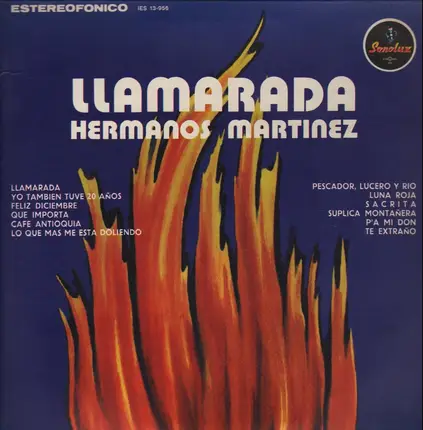 ESTEREOFONICO IES 13-956
Sonolux
LLAMARADA
HERMANOS MARTINEZ
LLAMARADA
YO TAMBIEN TUVE 20 AÑOS
FELIZ DICIEMBRE
QUE IMPORTA
CAFE ANTIOQUIA
LO QUE MAS ME ESTA DOLIENDO
PESCADOR, LUCERO Y RIO
LUNA ROJA
SACRITA
SUPLICA MONTAÑERA
P'A MI DON
TE EXTRAÑO